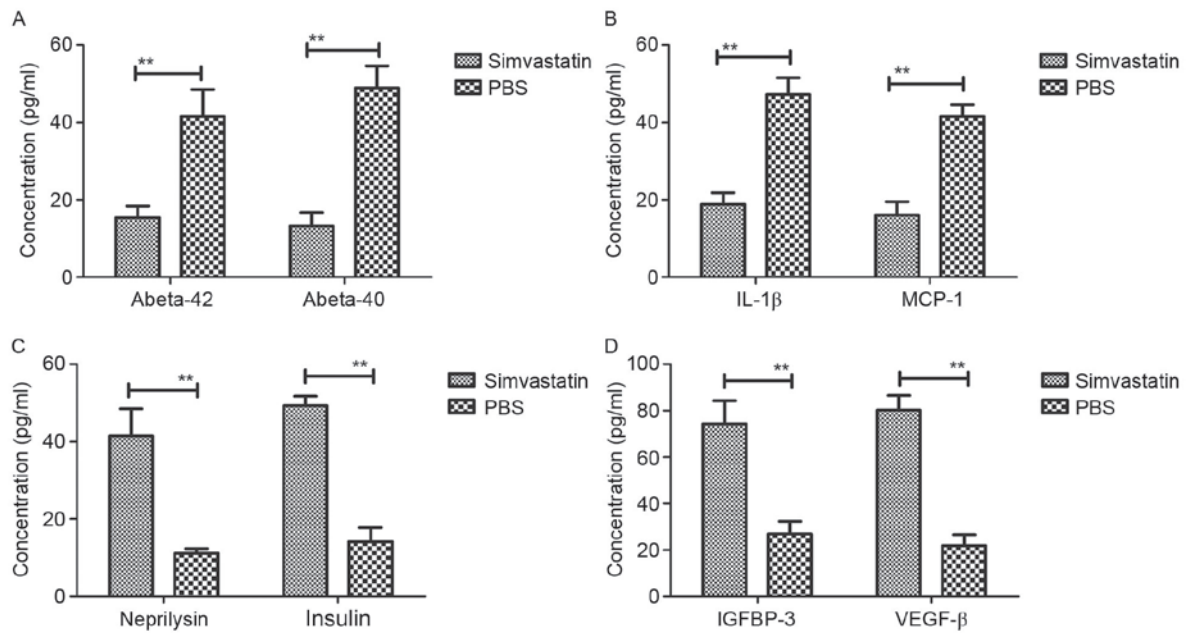 A
Concentration (pg/ml)
60
40
20
0
**
**
Abeta-42 Abeta-40
Simvastatin
PBS
B
Concentration (pg/ml)
60
40
20
0
**
**
IL-1β MCP-1
Simvastatin
PBS
C
Concentration (pg/ml)
60
40
20
0
**
**
Neprilysin Insulin
Simvastatin
PBS
D
Concentration (pg/ml)
100
80
60
40
20
0
**
**
IGFBP-3 VEGF-β
Simvastatin
PBS